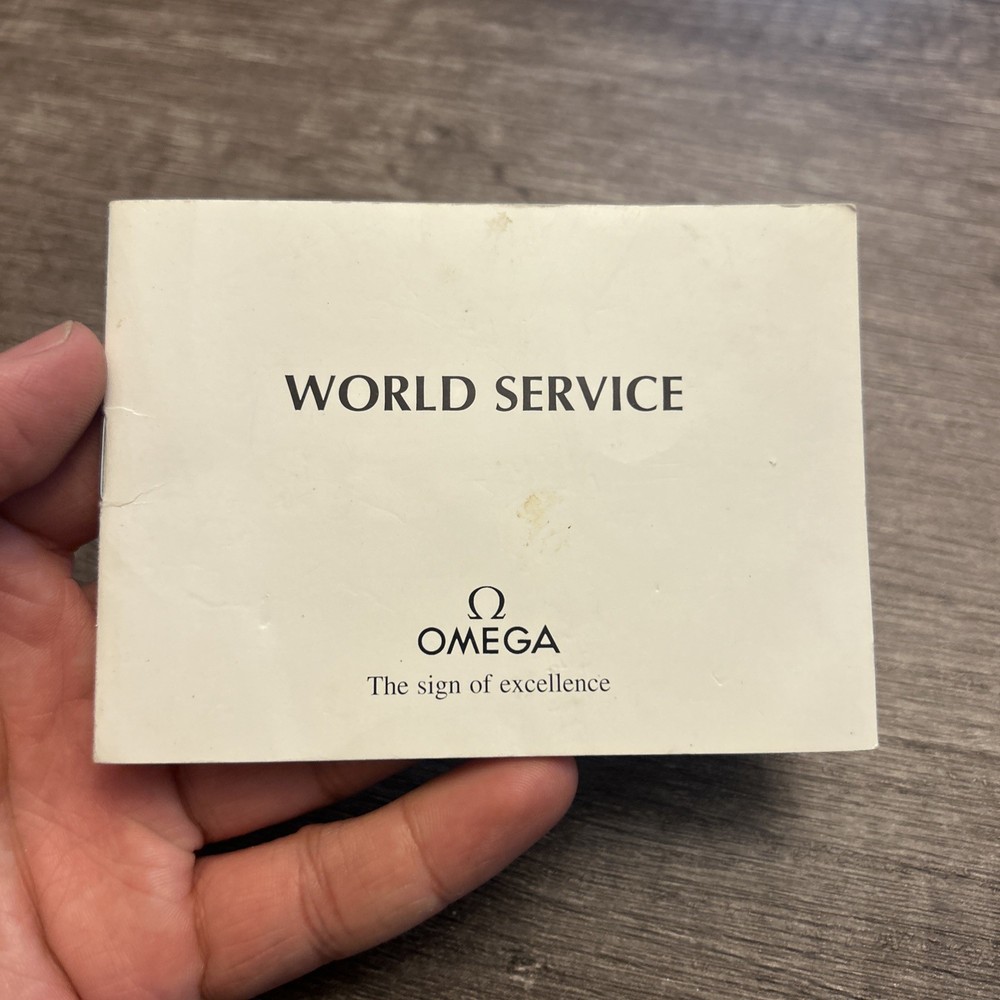 WORLD SERVICE
Ω
OMEGA
The sign of excellence